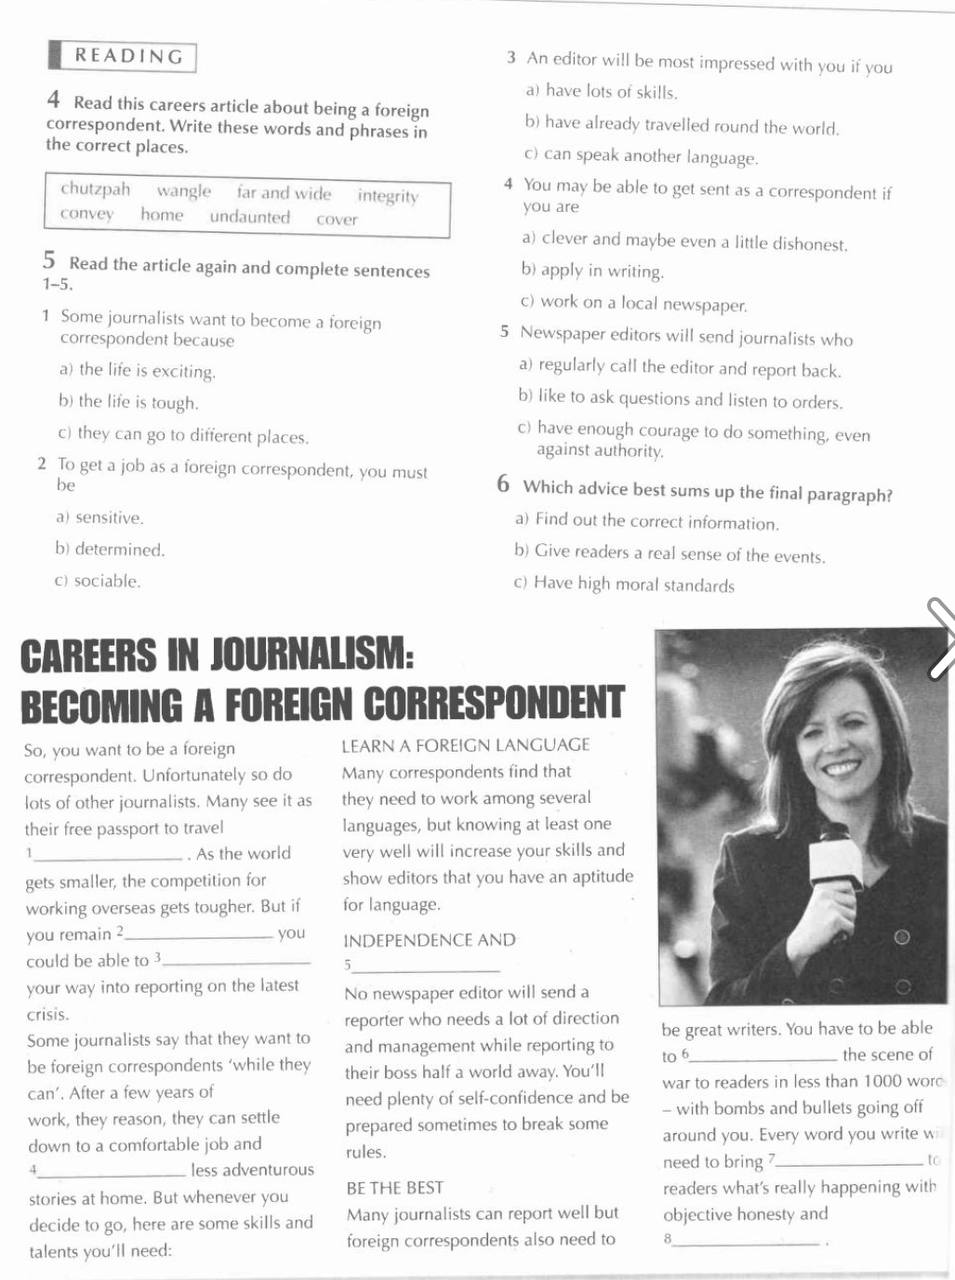 READING
4 Read this careers article about being a foreign
correspondent. Write these words and phrases in
the correct places.
chutzpah wangle far and wide integrity
convey home undaunted cover
5 Read the article again and complete sentences
1–5.
1 Some journalists want to become a foreign
correspondent because
a) the life is exciting.
b) the life is tough.
c) they can go to different places.
2 To get a job as a foreign correspondent, you must
be
a) sensitive.
b) determined.
c) sociable.
3 An editor will be most impressed with you if you
a) have lots of skills.
b) have already travelled round the world.
c) can speak another language.
4 You may be able to get sent as a correspondent if
you are
a) clever and maybe even a little dishonest.
b) apply in writing.
c) work on a local newspaper.
5 Newspaper editors will send journalists who
a) regularly call the editor and report back.
b) like to ask questions and listen to orders.
c) have enough courage to do something, even
against authority.
6 Which advice best sums up the final paragraph?
a) Find out the correct information.
b) Give readers a real sense of the events.
c) Have high moral standards
CAREERS IN JOURNALISM:
BECOMING A FOREIGN CORRESPONDENT
So, you want to be a foreign
correspondent. Unfortunately so do
lots of other journalists. Many see it as
their free passport to travel
1____________. As the world
gets smaller, the competition for
working overseas gets tougher. But if
you remain 2____________ you
could be able to 3____________
your way into reporting on the latest
crisis.
Some journalists say that they want to
be foreign correspondents ‘while they
can’. After a few years of
work, they reason, they can settle
down to a comfortable job and
4____________ less adventurous
stories at home. But whenever you
decide to go, here are some skills and
talents you’ll need:
LEARN A FOREIGN LANGUAGE
Many correspondents find that
they need to work among several
languages, but knowing at least one
very well will increase your skills and
show editors that you have an aptitude
for language.
INDEPENDENCE AND
5____________
No newspaper editor will send a
reporter who needs a lot of direction
and management while reporting to
their boss half a world away. You’ll
need plenty of self-confidence and be
prepared sometimes to break some
rules.
BE THE BEST
Many journalists can report well but
foreign correspondents also need to
be great writers. You have to be able
to 6____________ the scene of
war to readers in less than 1000 word
– with bombs and bullets going off
around you. Every word you write
need to bring 7____________ to
readers what’s really happening with
objective honesty and
8____________ .